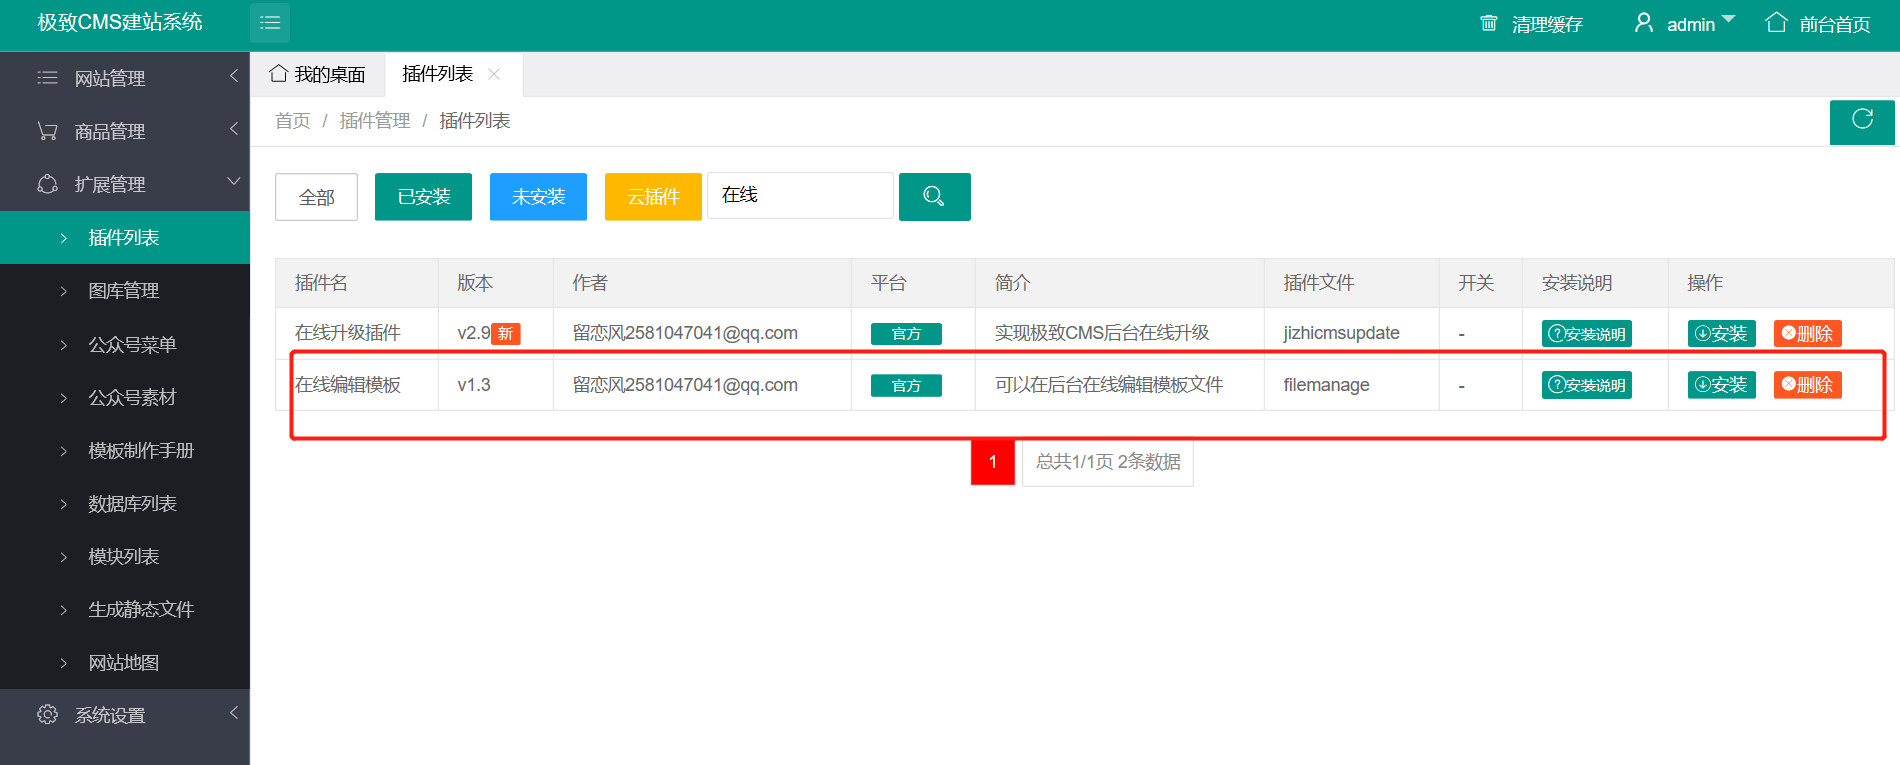 极致CMS建站系统
清理缓存
admin
前台首页
网站管理
商品管理
扩展管理
插件列表
图库管理
公众号菜单
公众号素材
模板制作手册
数据库列表
模块列表
生成静态文件
网站地图
系统设置
我的桌面
插件列表
首页 / 插件管理 / 插件列表
全部
已安装
未安装
云插件
在线
插件名 版本 作者 平台 简介 插件文件 开关 安装说明 操作
在线升级插件 v2.9 新 留恋风2581047041@qq.com 官方 实现极致CMS后台在线升级 jizhicmsupdate - 安装说明 安装 删除
在线编辑模板 v1.3 留恋风2581047041@qq.com 官方 可以在后台在线编辑模板文件 filemanage - 安装说明 安装 删除
1
总共1/1页 2条数据